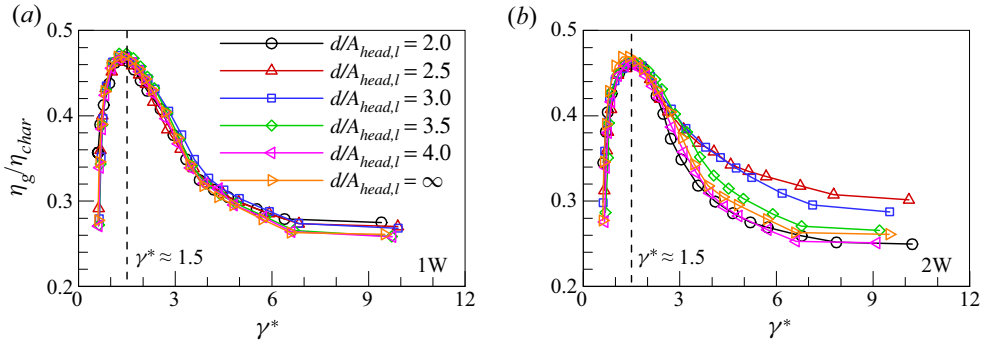 (a)
(b)
η_g/η_char
0.5
0.4
0.3
0.2
d/A_head,l = 2.0
d/A_head,l = 2.5
d/A_head,l = 3.0
d/A_head,l = 3.5
d/A_head,l = 4.0
d/A_head,l = ∞
γ* ≈ 1.5
1W
0 3 6 9 12
γ*
0.5
0.4
0.3
0.2
γ* ≈ 1.5
2W
0 3 6 9 12
γ*